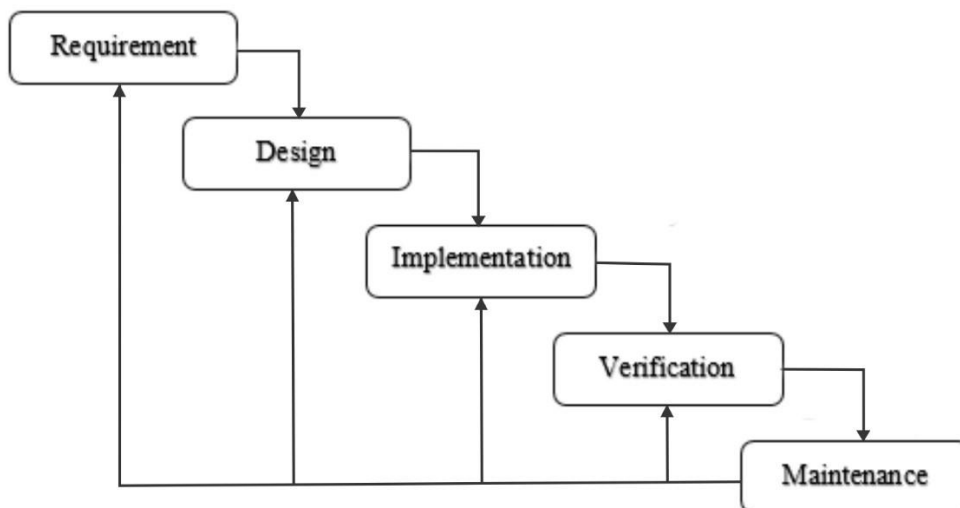 Requirement
Design
Implementation
Verification
Maintenance